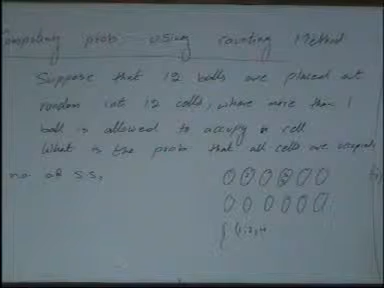 Computing prob using counting Method
Suppose that 12 balls are placed at
random int 12 cells, where more than 1
ball is allowed to occupy a cell
What is the prob that all cells are occupied
no of S.S,
{ (1, 2, 4